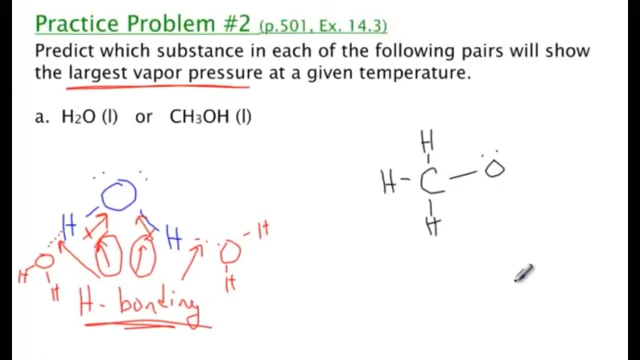 Practice Problem #2 (p.501, Ex. 14.3)
Predict which substance in each of the following pairs will show
the largest vapor pressure at a given temperature.
a. H₂O (l) or CH₃OH (l)
H
H - C - O
H
O
H H
O - H
H
O
H H
H - bonding